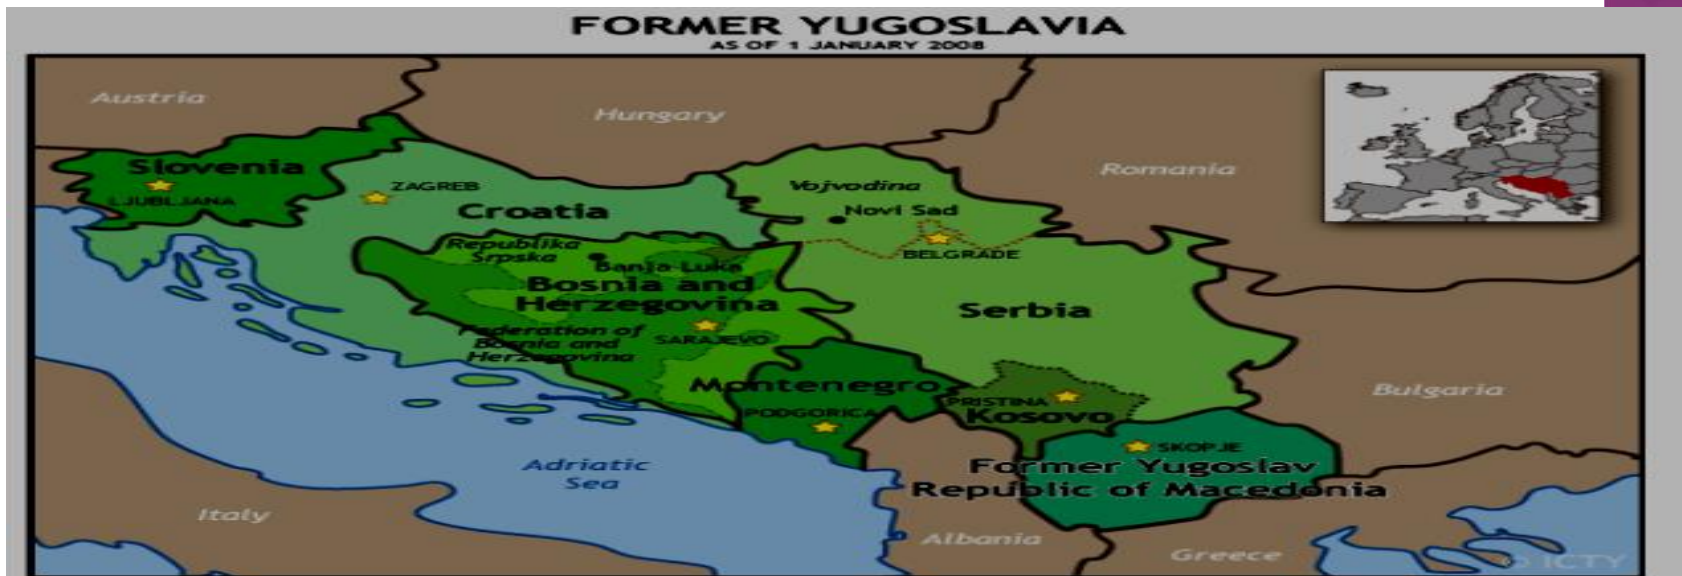 FORMER YUGOSLAVIA
AS OF 1 JANUARY 2008
Austria
Hungary
Romania
Slovenia
LJUBLJANA
ZAGREB
Croatia
Vojvodina
Novi Sad
BELGRADE
Republika
Srpska
Banja Luka
Bosnia and
Herzegovina
Serbia
Federation of
Bosnia and
Herzegovina
SARAJEVO
Montenegro
PODGORICA
PRISTINA
Kosovo
Bulgaria
SKOPJE
Former Yugoslav
Republic of Macedonia
Adriatic
Sea
Italy
Albania
Greece
© ICTY